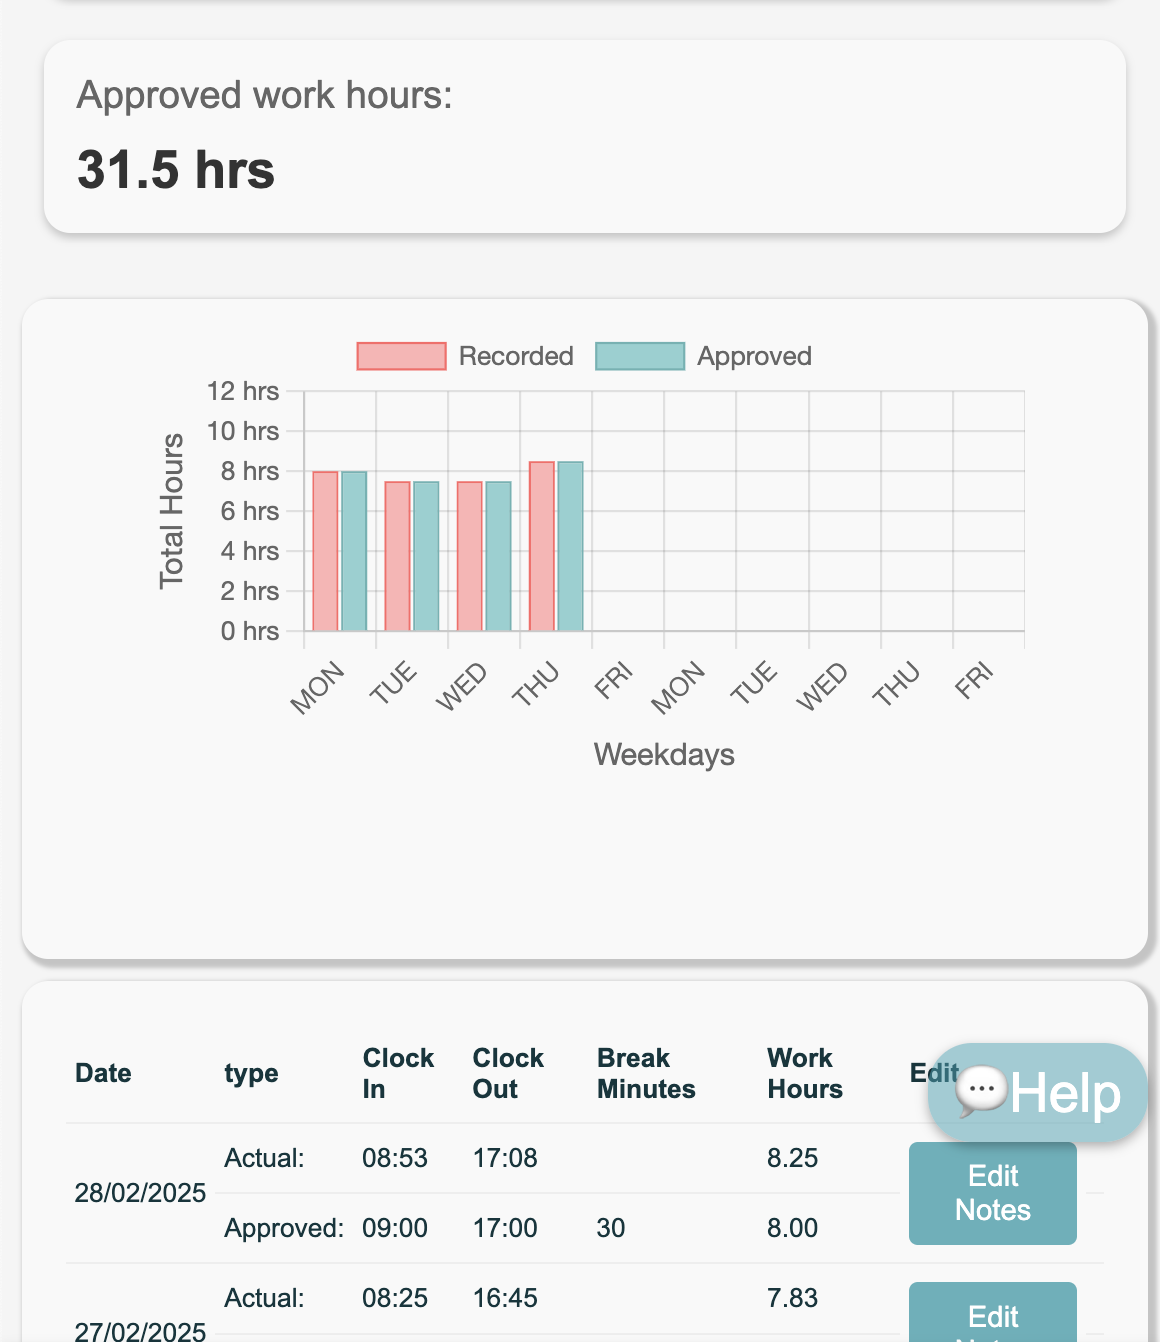 Approved work hours:
31.5 hrs
Recorded Approved
12 hrs
10 hrs
8 hrs
6 hrs
4 hrs
2 hrs
0 hrs
Total Hours
MON TUE WED THU FRI MON TUE WED THU FRI
Weekdays
Date type Clock In Clock Out Break Minutes Work Hours Edit
💬Help
28/02/2025
Actual: 08:53 17:08 8.25
Approved: 09:00 17:00 30 8.00
Edit Notes
27/02/2025
Actual: 08:25 16:45 7.83
Edit